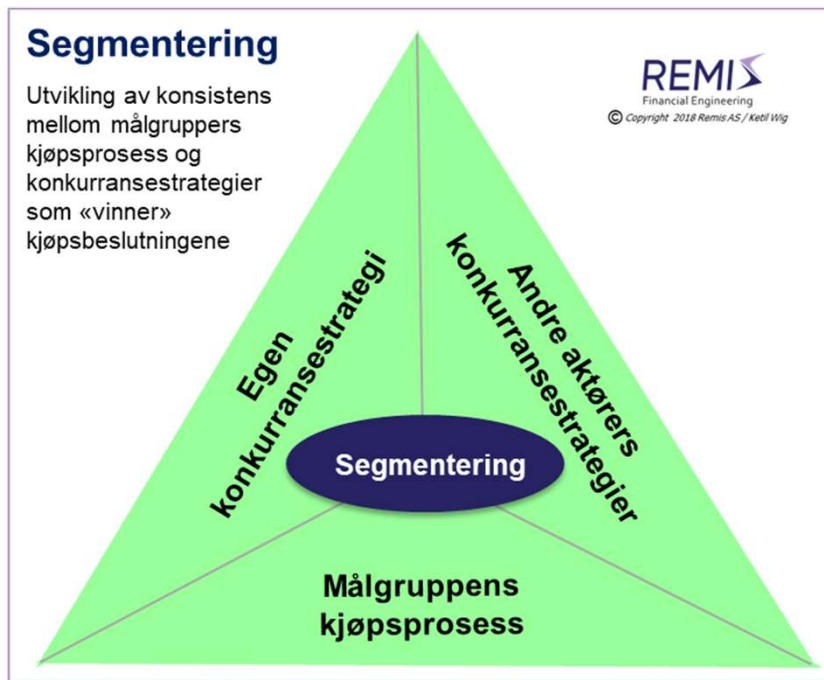 Segmentering
Utvikling av konsistens
mellom målgruppers
kjøpsprosess og
konkurransestrategier
som «vinner»
kjøpsbeslutningene
REMIS
Financial Engineering
© Copyright 2018 Remis AS / Ketil Wig
Egen
konkurransestrategi
Andre aktørers
konkurransestrategier
Segmentering
Målgruppens
kjøpsprosess